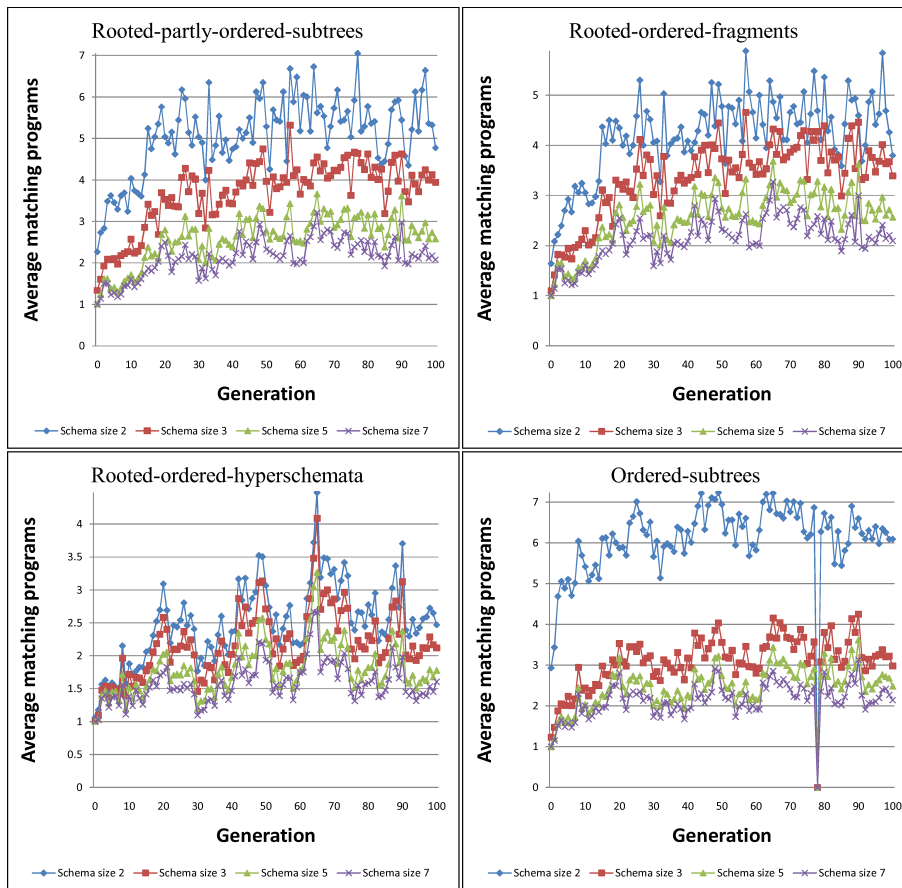 Rooted-partly-ordered-subtrees
Average matching programs
7
6
5
4
3
2
1
0
0 10 20 30 40 50 60 70 80 90 100
Generation
Schema size 2 Schema size 3 Schema size 5 Schema size 7
Rooted-ordered-fragments
Average matching programs
5
4
3
2
1
0
0 10 20 30 40 50 60 70 80 90 100
Generation
Schema size 2 Schema size 3 Schema size 5 Schema size 7
Rooted-ordered-hyperschemata
Average matching programs
4
3.5
3
2.5
2
1.5
1
0.5
0
0 10 20 30 40 50 60 70 80 90 100
Generation
Schema size 2 Schema size 3 Schema size 5 Schema size 7
Ordered-subtrees
Average matching programs
7
6
5
4
3
2
1
0
0 10 20 30 40 50 60 70 80 90 100
Generation
Schema size 2 Schema size 3 Schema size 5 Schema size 7